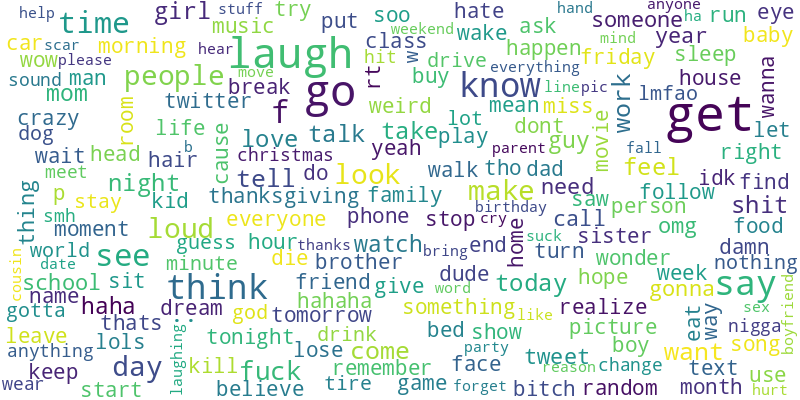 help stuff try soo hate someone ha anyone
time girl music put weekend wake ask run eye
car morning class happen friday year baby
scar wow please hear laugh hit w drive mind sleep
sound man people move rt know everything house
mom twitter break go buy linepic lmfao wanna
crazy room f weird mean miss work get
dog life cause love talk take lot play dont guy movie let
wait head hair b christmas yeah parent fall right
meet tell do look walk tho dad feel idk find
p night kid thanksgiving family make need saw follow shit
thing stay smh everyone phone stop cry birthday call person omg food
moment loud guess hour thanks watch end home suck sister damn
world see die bring turn wonder nothing
date minute brother dude hope week
cousin school sit think friend give word today gonna say
name haha hahaha something like realize boyfriend
gotta thats dream god tomorrow picture eat way sex nigga
leave lols laughing:: tonight drink bed show tweet boy song
anything lose come party face reason change want
keep day kill fuck remember text use
wear start believe tire game forget bitch random month hurt